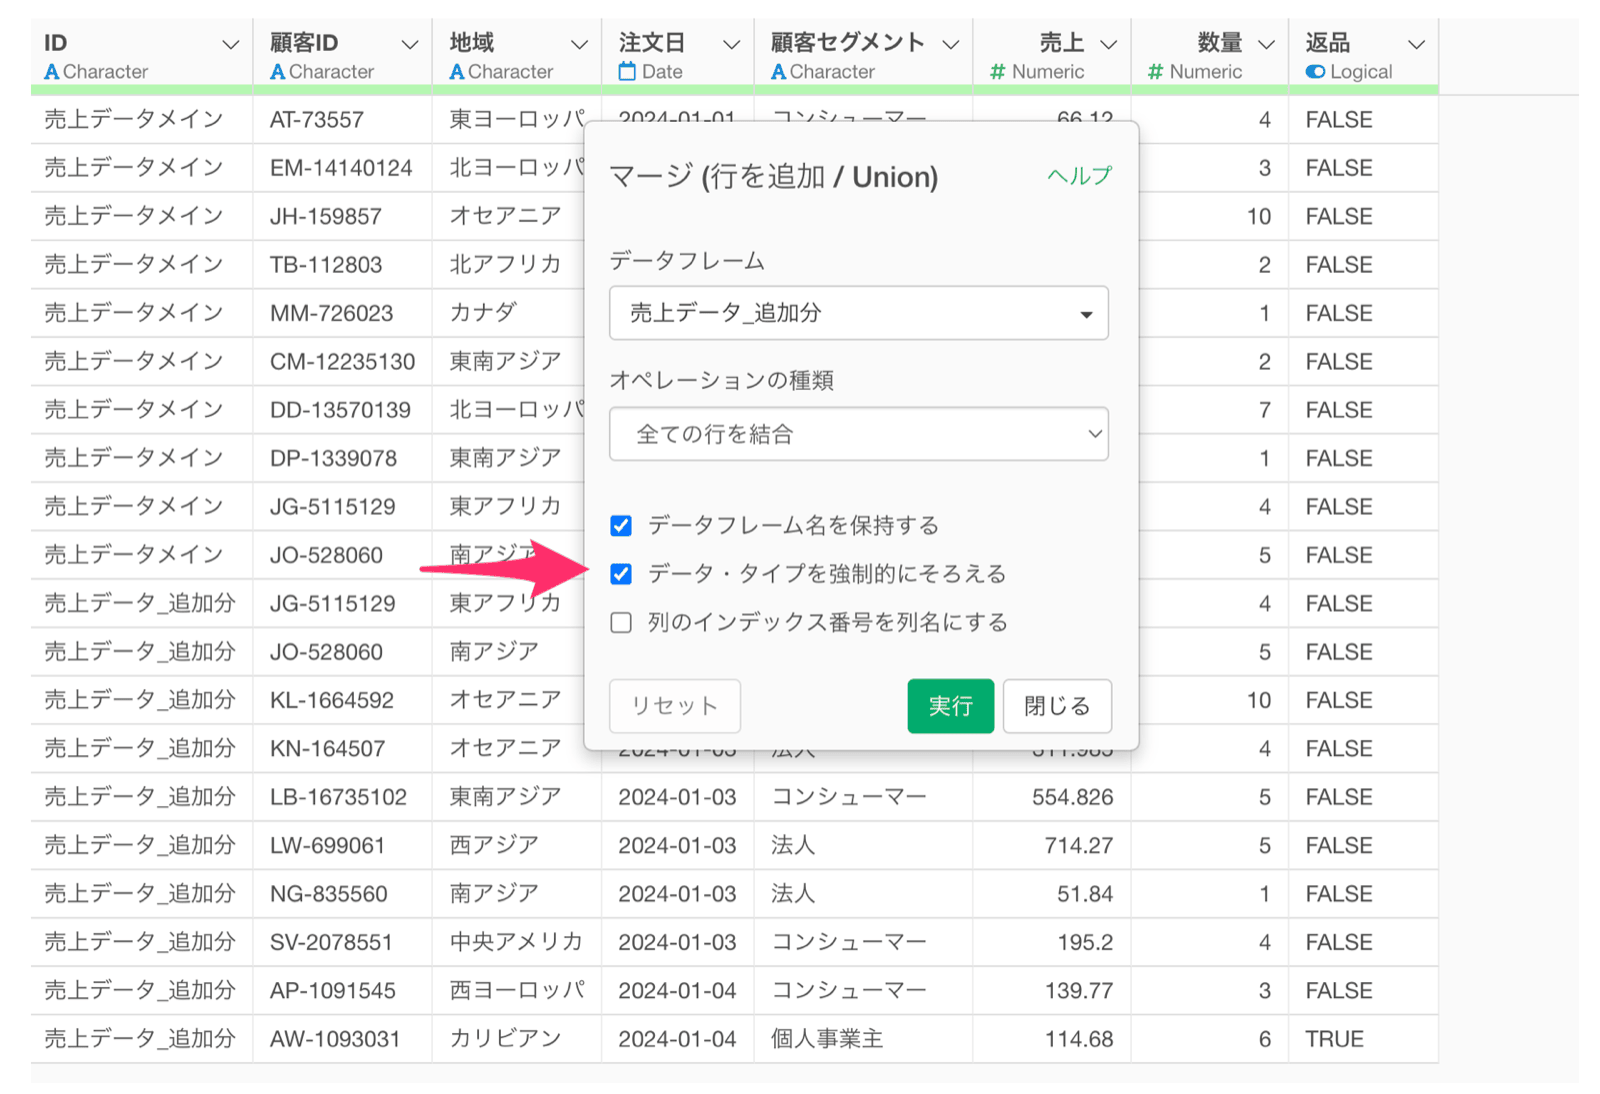 ID 顧客ID 地域 注文日 顧客セグメント 売上 数量 返品
Character Character Character Date Character Numeric Numeric Logical
売上データメイン AT-73557 東ヨーロッパ 2024-01-01 コンシューマー 66.12 4 FALSE
売上データメイン EM-14140124 北ヨーロッパ 3 FALSE
売上データメイン JH-159857 オセアニア 10 FALSE
売上データメイン TB-112803 北アフリカ 2 FALSE
売上データメイン MM-726023 カナダ 1 FALSE
売上データメイン CM-12235130 東南アジア 2 FALSE
売上データメイン DD-13570139 北ヨーロッパ 7 FALSE
売上データメイン DP-1339078 東南アジア 1 FALSE
売上データメイン JG-5115129 東アフリカ 4 FALSE
売上データメイン JO-528060 南アジア 5 FALSE
売上データ_追加分 JG-5115129 東アフリカ 4 FALSE
売上データ_追加分 JO-528060 南アジア 5 FALSE
売上データ_追加分 KL-1664592 オセアニア 10 FALSE
売上データ_追加分 KN-164507 オセアニア 2024-01-03 法人 4 FALSE
売上データ_追加分 LB-16735102 東南アジア 2024-01-03 コンシューマー 554.826 5 FALSE
売上データ_追加分 LW-699061 西アジア 2024-01-03 法人 714.27 5 FALSE
売上データ_追加分 NG-835560 南アジア 2024-01-03 法人 51.84 1 FALSE
売上データ_追加分 SV-2078551 中央アメリカ 2024-01-03 コンシューマー 195.2 4 FALSE
売上データ_追加分 AP-1091545 西ヨーロッパ 2024-01-04 コンシューマー 139.77 3 FALSE
売上データ_追加分 AW-1093031 カリビアン 2024-01-04 個人事業主 114.68 6 TRUE
マージ (行を追加 / Union) ヘルプ
データフレーム
売上データ_追加分
オペレーションの種類
全ての行を結合
データフレーム名を保持する
データ・タイプを強制的にそろえる
列のインデックス番号を列名にする
リセット 実行 閉じる